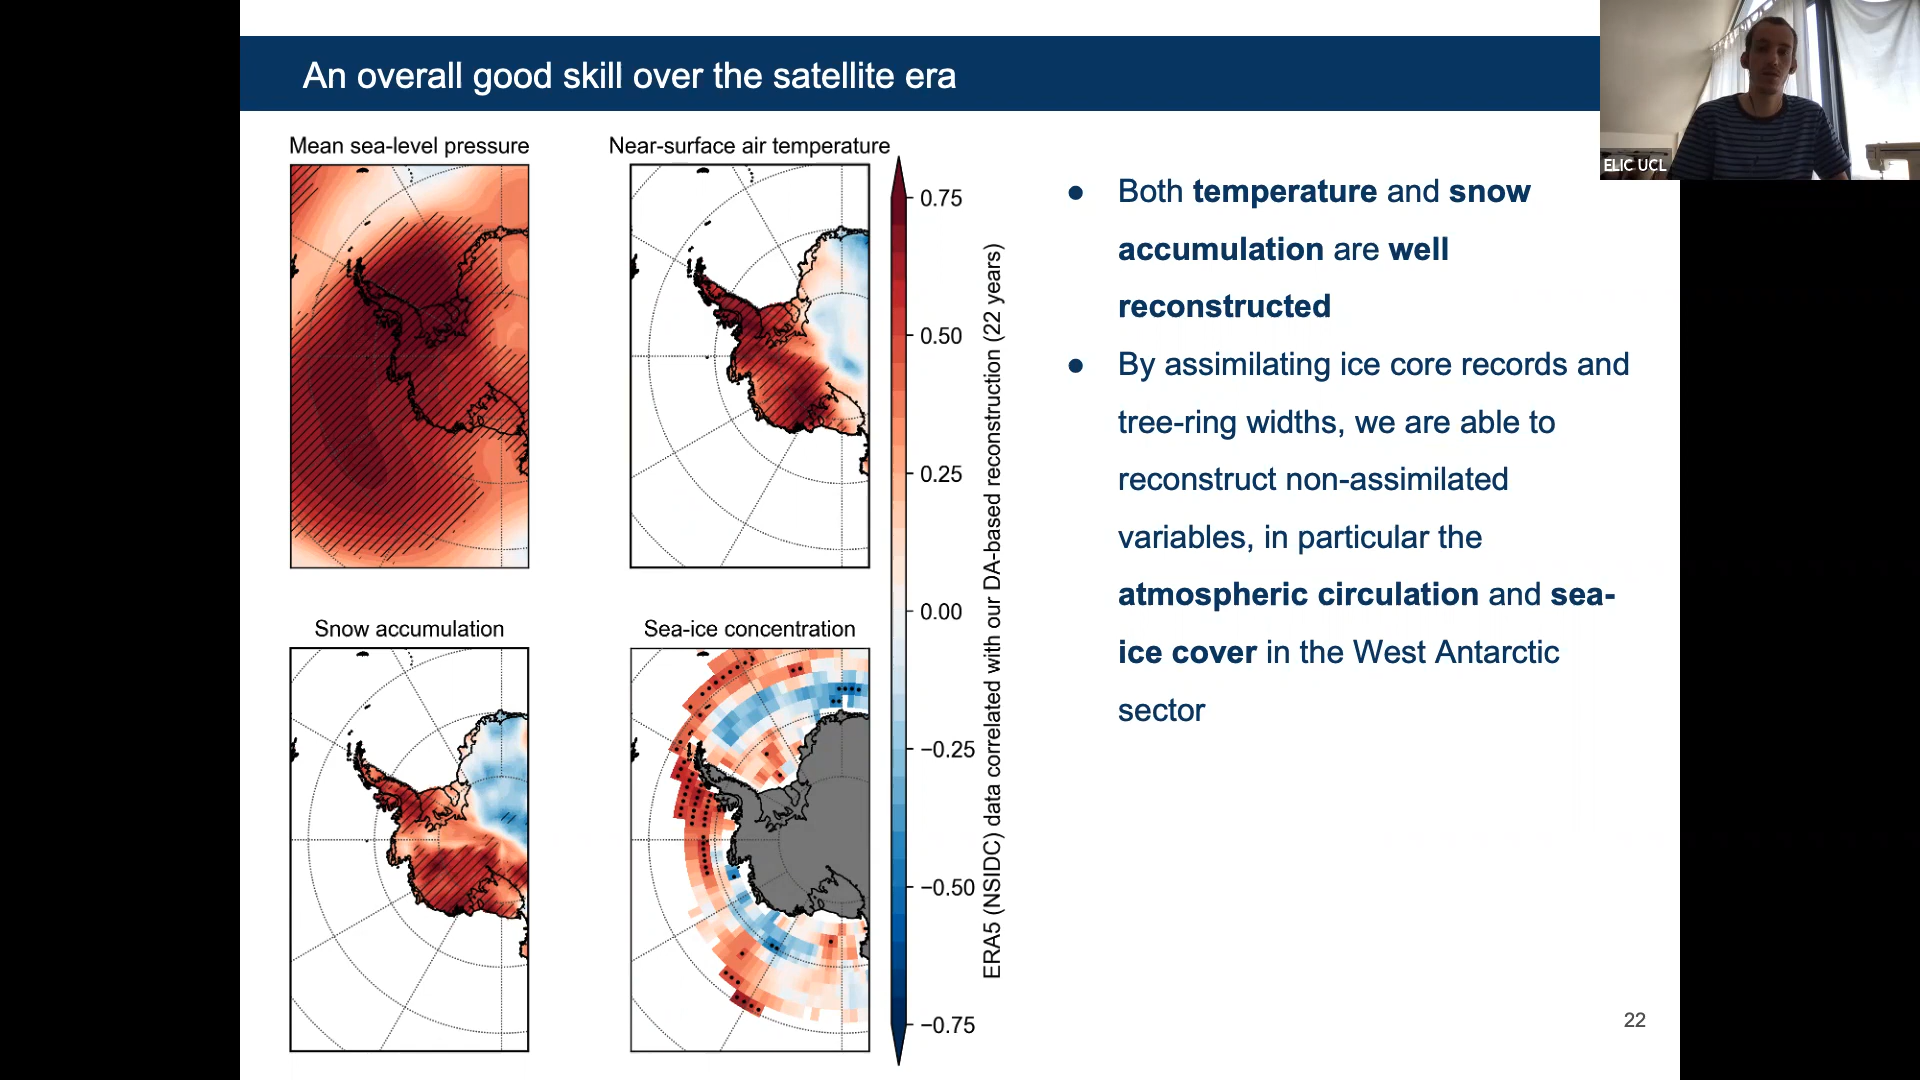 An overall good skill over the satellite era
ELIC UCL
Mean sea-level pressure
Near-surface air temperature
Snow accumulation
Sea-ice concentration
0.75
0.50
0.25
0.00
−0.25
−0.50
−0.75
ERA5 (NSIDC) data correlated with our DA-based reconstruction (22 years)
● Both temperature and snow
accumulation are well
reconstructed
● By assimilating ice core records and
tree-ring widths, we are able to
reconstruct non-assimilated
variables, in particular the
atmospheric circulation and sea-
ice cover in the West Antarctic
sector
22